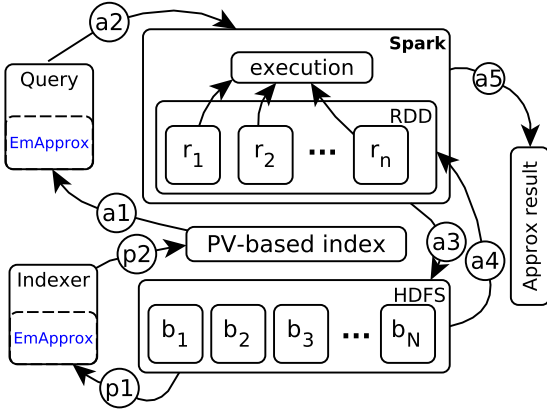 a2
Spark
Query
execution
a5
RDD
EmApprox
r1
r2
...
rn
Approx result
a1
a3
p2
PV-based index
a4
Indexer
HDFS
EmApprox
b1
b2
b3
...
bN
p1